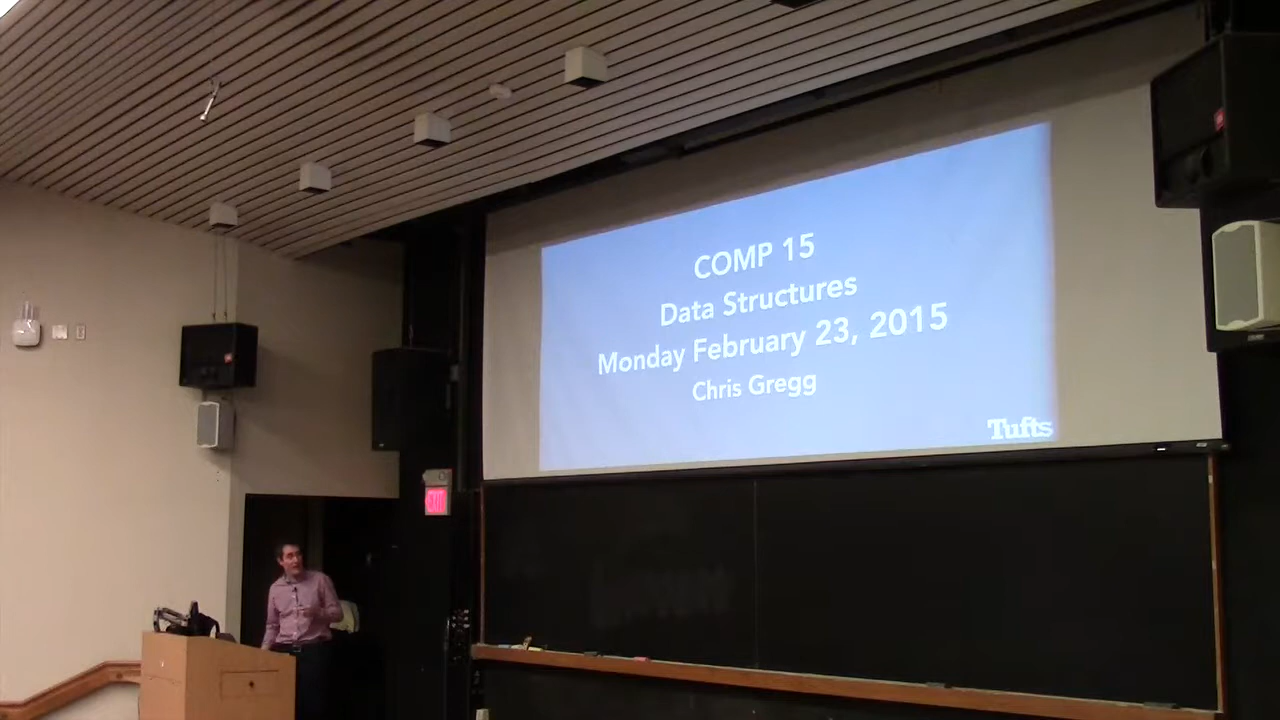 COMP 15
Data Structures
Monday February 23, 2015
Chris Gregg
Tufts
EXIT